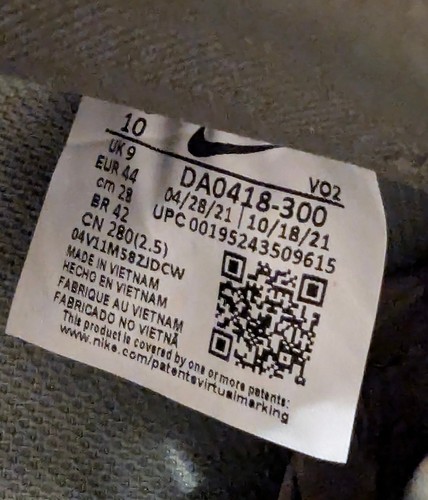 10
UK 9
EUR 44
cm 28
BR 42
CN 280(2.5)
04V11M58ZJDCW
MADE IN VIETNAM
HECHO EN VIETNAM
FABRIQUE AU VIETNAM
FABRICADO NO VIETNÃ
VO2
DA0418-300
04/28/21 | 10/18/21
UPC 00195243509615
This product is covered by one or more patents:
www.nike.com/patentsvirtualmarking